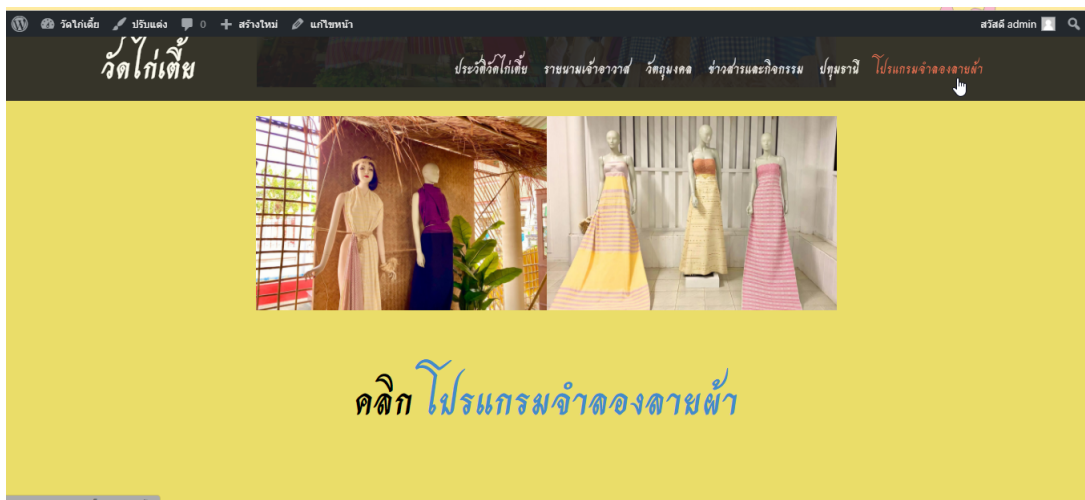 วัดไก่เตี้ย ปรับแต่ง 0 สร้างใหม่ แก้ไขหน้า สวัสดี admin
วัดไก่เตี้ย
ประวัติวัดไก่เตี้ย รายนามเจ้าอาวาส วัตถุมงคล ข่าวสารและกิจกรรม ปทุมธานี โปรแกรมจำลองลายผ้า
คลิก โปรแกรมจำลองลายผ้า